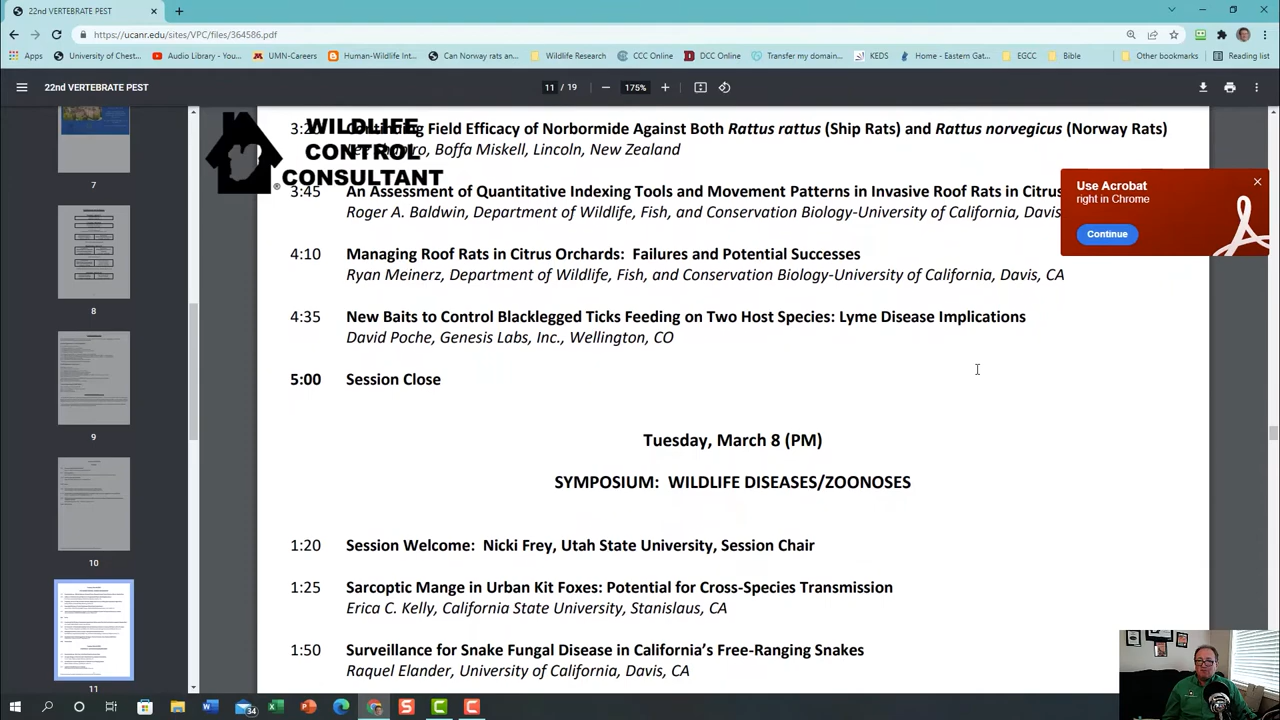 22nd VERTEBRATE PEST
https://ucanr.edu/sites/VPC/files/364586.pdf
Apps University of Chest... Audio Library - You... UMN-Careers Human-Wildlife Int... Can Norway rats an... Wildlife Research CCC Online DCC Online Transfer my domain... KEDS Home - Eastern Gat... EGCC Bible Other bookmarks Reading list
22nd VERTEBRATE PEST 11 / 19 175%
7
8
9
10
11
WILDLIFE
CONTROL
CONSULTANT
®
Field Efficacy of Norbormide Against Both Rattus rattus (Ship Rats) and Rattus norvegicus (Norway Rats)
Boffa Miskell, Lincoln, New Zealand
3:45 An Assessment of Quantitative Indexing Tools and Movement Patterns in Invasive Roof Rats in Citrus
Roger A. Baldwin, Department of Wildlife, Fish, and Conservation Biology-University of California, Davis
4:10 Managing Roof Rats in Citrus Orchards: Failures and Potential Successes
Ryan Meinerz, Department of Wildlife, Fish, and Conservation Biology-University of California, Davis, CA
4:35 New Baits to Control Blacklegged Ticks Feeding on Two Host Species: Lyme Disease Implications
David Poche, Genesis Labs, Inc., Wellington, CO
5:00 Session Close
Tuesday, March 8 (PM)
SYMPOSIUM: WILDLIFE DISEASES/ZOONOSES
1:20 Session Welcome: Nicki Frey, Utah State University, Session Chair
1:25 Sarcoptic Mange in Urban Kit Foxes: Potential for Cross-Species Transmission
Erica C. Kelly, California State University, Stanislaus, CA
1:50 Surveillance for Snake Fungal Disease in California's Free-Ranging Snakes
Raquel Elander, University of California, Davis, CA
Use Acrobat
right in Chrome
Continue
34